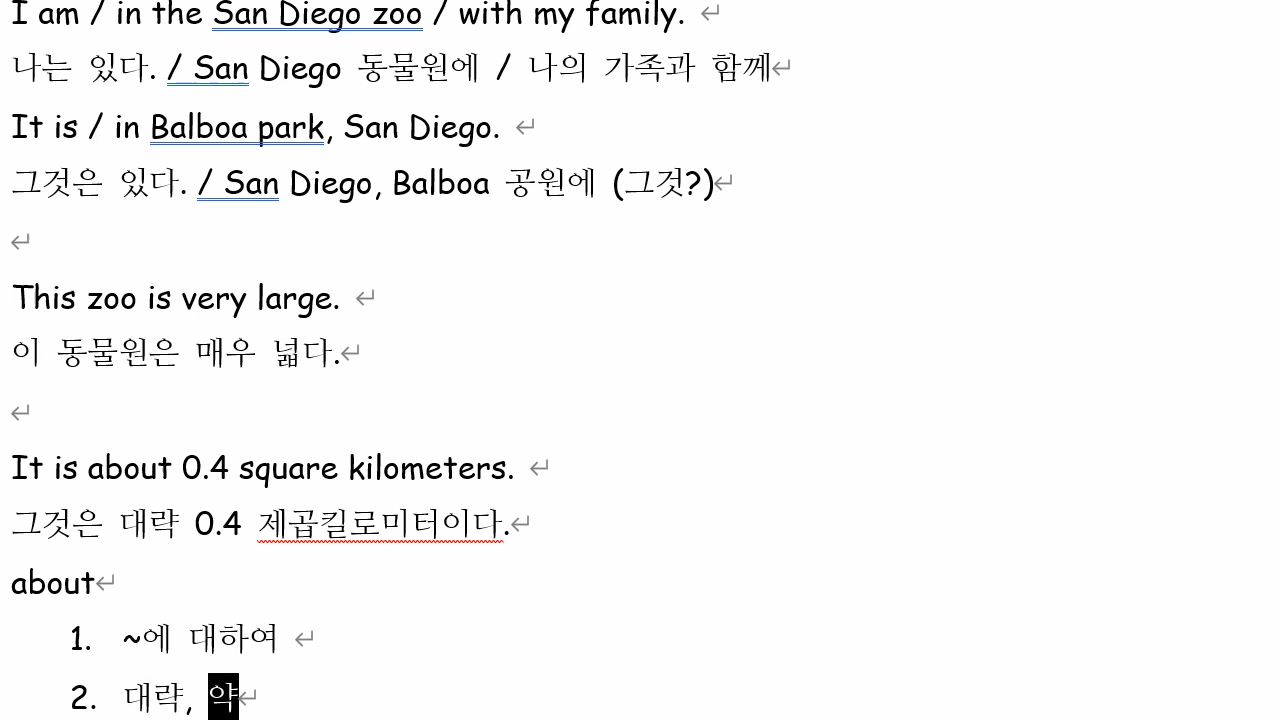 I am / in the San Diego zoo / with my family.
나는 있다. / San Diego 동물원에 / 나의 가족과 함께
It is / in Balboa park, San Diego.
그것은 있다. / San Diego, Balboa 공원에 (그것?)
This zoo is very large.
이 동물원은 매우 넓다.
It is about 0.4 square kilometers.
그것은 대략 0.4 제곱킬로미터이다.
about
1. ~에 대하여
2. 대략, 약